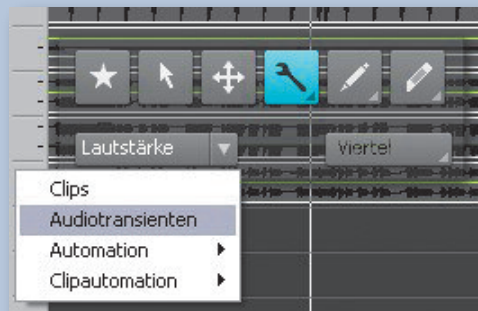 Lautstärke
Viertel
Clips
Audiotransienten
Automation
Clipautomation